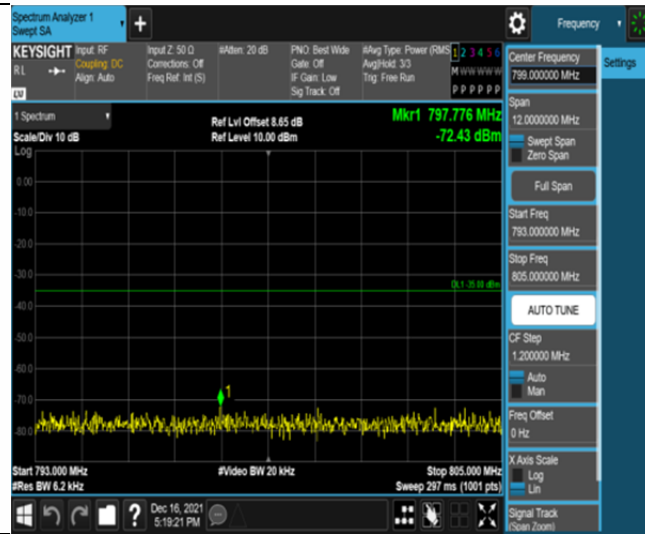 Spectrum Analyzer 1
Swept SA
Frequency
KEYSIGHT
RL
LXI
Input: RF
Coupling: DC
Align: Auto
Input Z: 50 Ω
Corrections: Off
Freq Ref: Int (S)
#Atten: 20 dB
PNO: Best Wide
Gate: Off
IF Gain: Low
Sig Track: Off
#Avg Type: Power (RMS
Avg|Hold: 3/3
Trig: Free Run
1 2 3 4 5 6
M W W W W W
P P P P P P
1 Spectrum
Scale/Div 10 dB
Log
Ref Lvl Offset 8.65 dB
Ref Level 10.00 dBm
Mkr1 797.776 MHz
-72.43 dBm
0.00
-10.0
-20.0
-30.0
DL1 -35.00 dBm
-40.0
-50.0
-60.0
-70.0
1
-80.0
Start 793.000 MHz
#Res BW 6.2 kHz
#Video BW 20 kHz
Stop 805.000 MHz
Sweep 297 ms (1001 pts)
Dec 16, 2021
5:19:21 PM
Center Frequency
799.000000 MHz
Settings
Span
12.0000000 MHz
Swept Span
Zero Span
Full Span
Start Freq
793.000000 MHz
Stop Freq
805.000000 MHz
AUTO TUNE
CF Step
1.200000 MHz
Auto
Man
Freq Offset
0 Hz
X Axis Scale
Log
Lin
Signal Track
(Span Zoom)